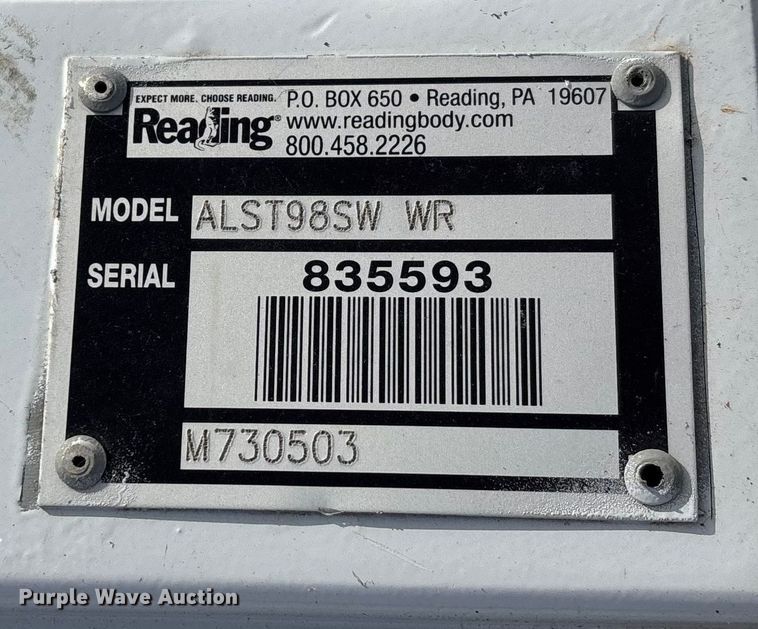 EXPECT MORE. CHOOSE READING.
Reading®
P.O. BOX 650 • Reading, PA 19607
www.readingbody.com
800.458.2226
MODEL ALST98SW WR
SERIAL 835593
M730503
Purple Wave Auction